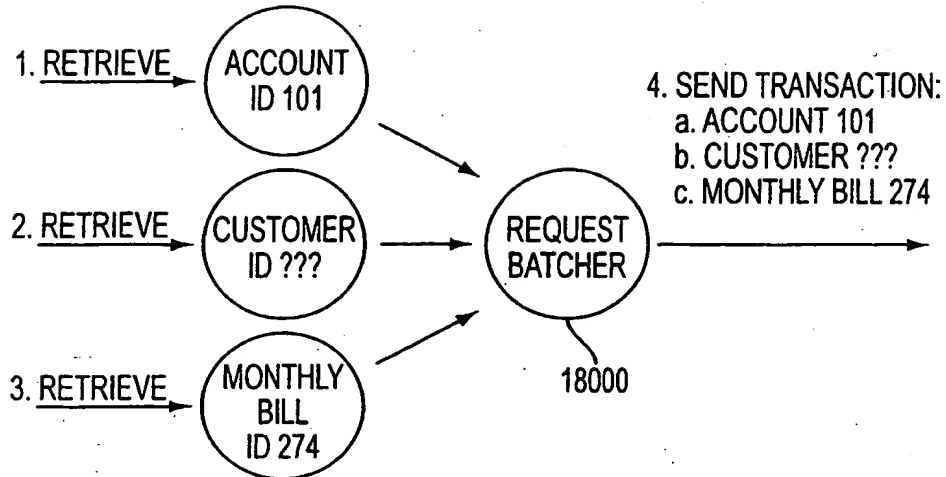 1. RETRIEVE
ACCOUNT
ID 101
2. RETRIEVE
CUSTOMER
ID ???
3. RETRIEVE
MONTHLY
BILL
ID 274
REQUEST
BATCHER
18000
4. SEND TRANSACTION:
a. ACCOUNT 101
b. CUSTOMER ???
c. MONTHLY BILL 274